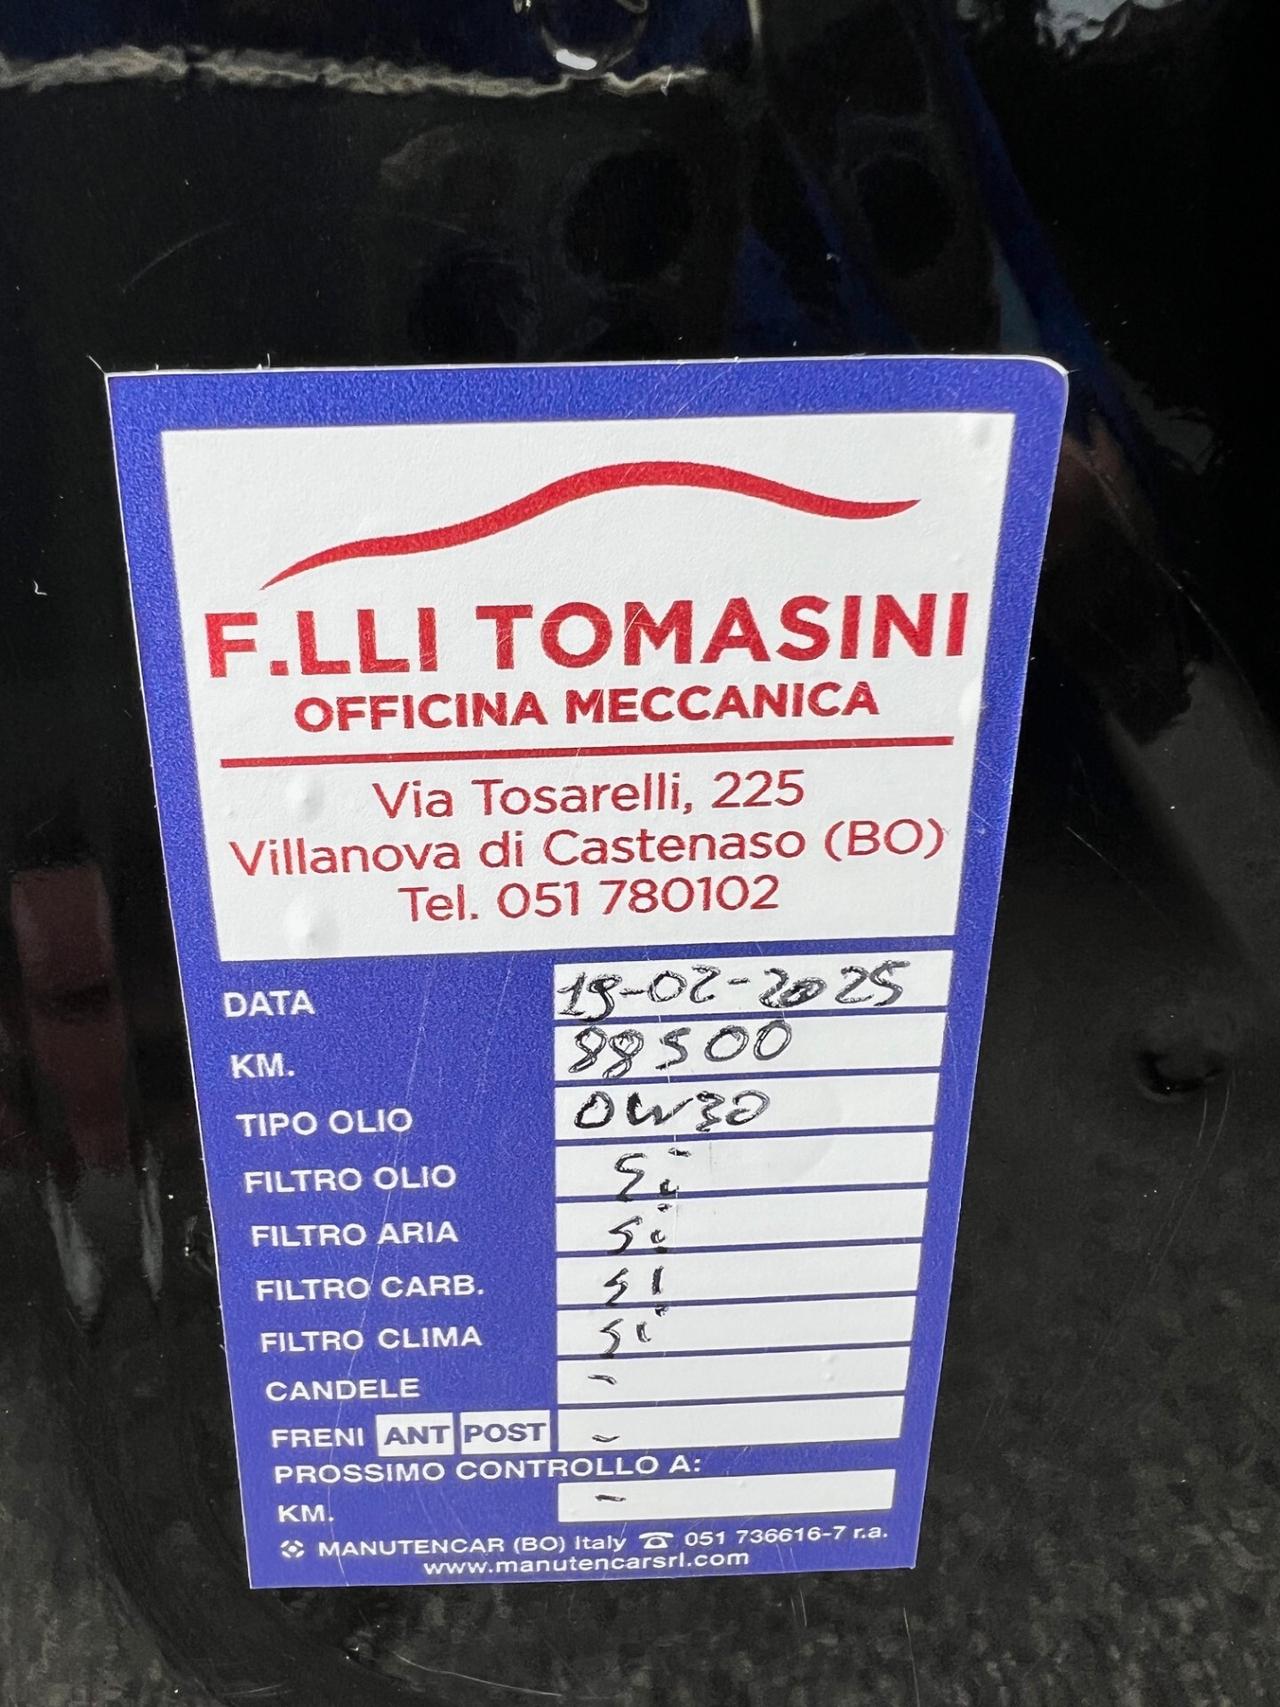 F.LLI TOMASINI
OFFICINA MECCANICA
Via Tosarelli, 225
Villanova di Castenaso (BO)
Tel. 051 780102
DATA 19-02-2025
KM. 88500
TIPO OLIO 0W30
FILTRO OLIO Si
FILTRO ARIA Si
FILTRO CARB. SI
FILTRO CLIMA Si
CANDELE -
FRENI ANT POST -
PROSSIMO CONTROLLO A:
KM. -
MANUTENCAR (BO) Italy ☎ 051 736616-7 r.a.
www.manutencarsrl.com